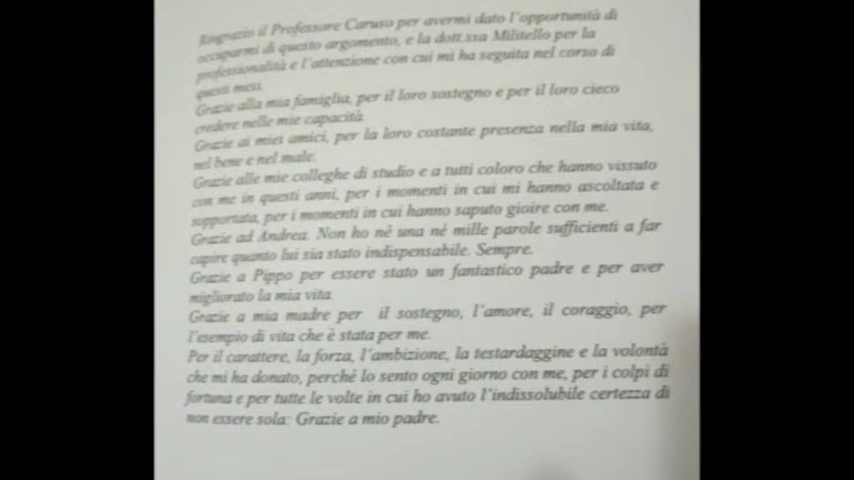 Ringrazio il Professore Caruso per avermi dato l'opportunità di
occuparmi di questo argomento, e la dott.ssa Militello per la
professionalità e l'attenzione con cui mi ha seguita nel corso di
questi mesi.
Grazie alla mia famiglia, per il loro sostegno e per il loro cieco
credere nelle mie capacità.
Grazie ai miei amici, per la loro costante presenza nella mia vita,
nel bene e nel male.
Grazie alle mie colleghe di studio e a tutti coloro che hanno vissuto
con me in questi anni, per i momenti in cui mi hanno ascoltata e
supportata, per i momenti in cui hanno saputo gioire con me.
Grazie ad Andrea. Non ho né una né mille parole sufficienti a far
capire quanto lui sia stato indispensabile. Sempre.
Grazie a Pippo per essere stato un fantastico padre e per aver
migliorato la mia vita.
Grazie a mia madre per il sostegno, l'amore, il coraggio, per
l'esempio di vita che è stata per me.
Per il carattere, la forza, l'ambizione, la testardaggine e la volontà
che mi ha donato, perché lo sento ogni giorno con me, per i colpi di
fortuna e per tutte le volte in cui ho avuto l'indissolubile certezza di
non essere sola: Grazie a mio padre.